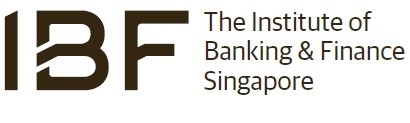 IBF
The Institute of
Banking & Finance
Singapore